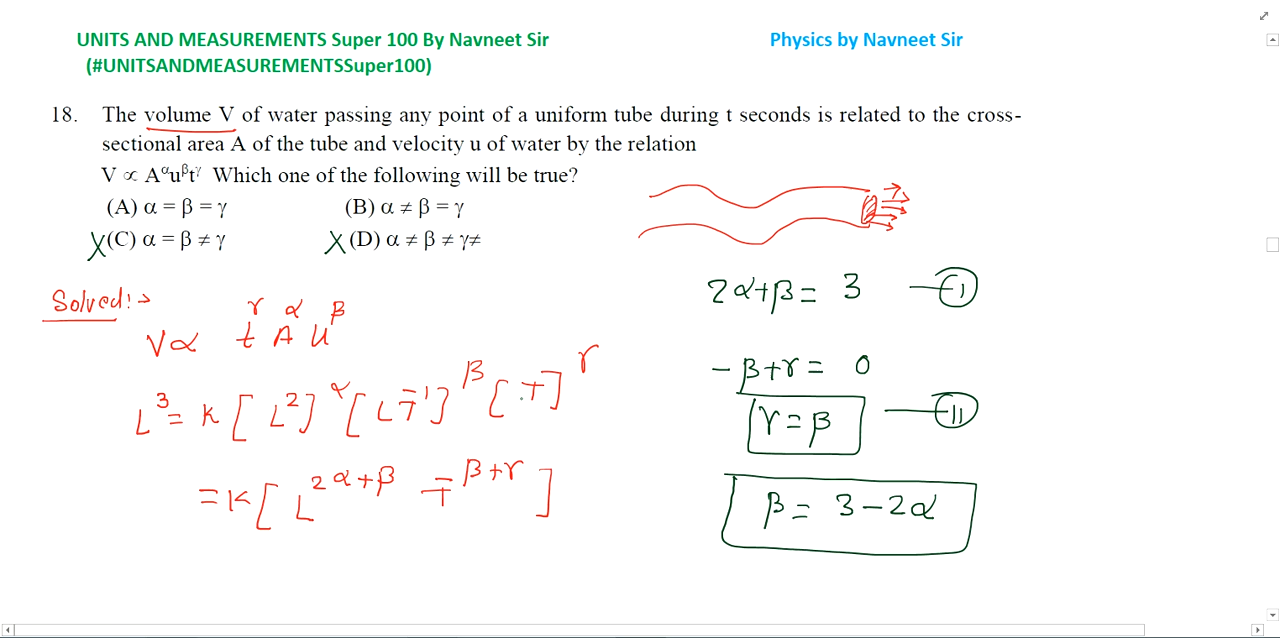 UNITS AND MEASUREMENTS Super 100 By Navneet Sir
Physics by Navneet Sir
(#UNITSANDMEASUREMENTSSuper100)
18. The volume V of water passing any point of a uniform tube during t seconds is related to the cross-
sectional area A of the tube and velocity u of water by the relation
V ∝ A^αu^βt^γ Which one of the following will be true?
(A) α = β = γ (B) α ≠ β = γ
X(C) α = β ≠ γ X(D) α ≠ β ≠ γ≠
Solved:→
V∝ t^γ A^α u^β
L³ = K [L²]^α [LT⁻¹]^β [T]^γ
= K [L^2α+β T^-β+γ]
2α+β = 3 —(I)
-β+γ = 0
γ = β —(II)
β = 3-2α